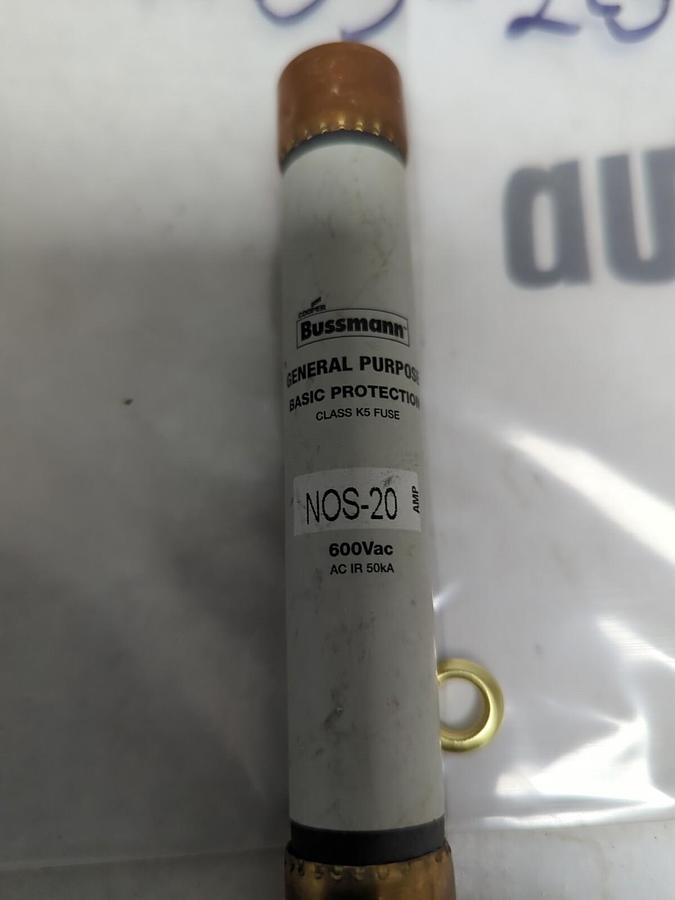 au
COOPER
Bussmann
GENERAL PURPOSE
BASIC PROTECTION
CLASS K5 FUSE
NOS-20 AMP
600Vac
AC IR 50kA